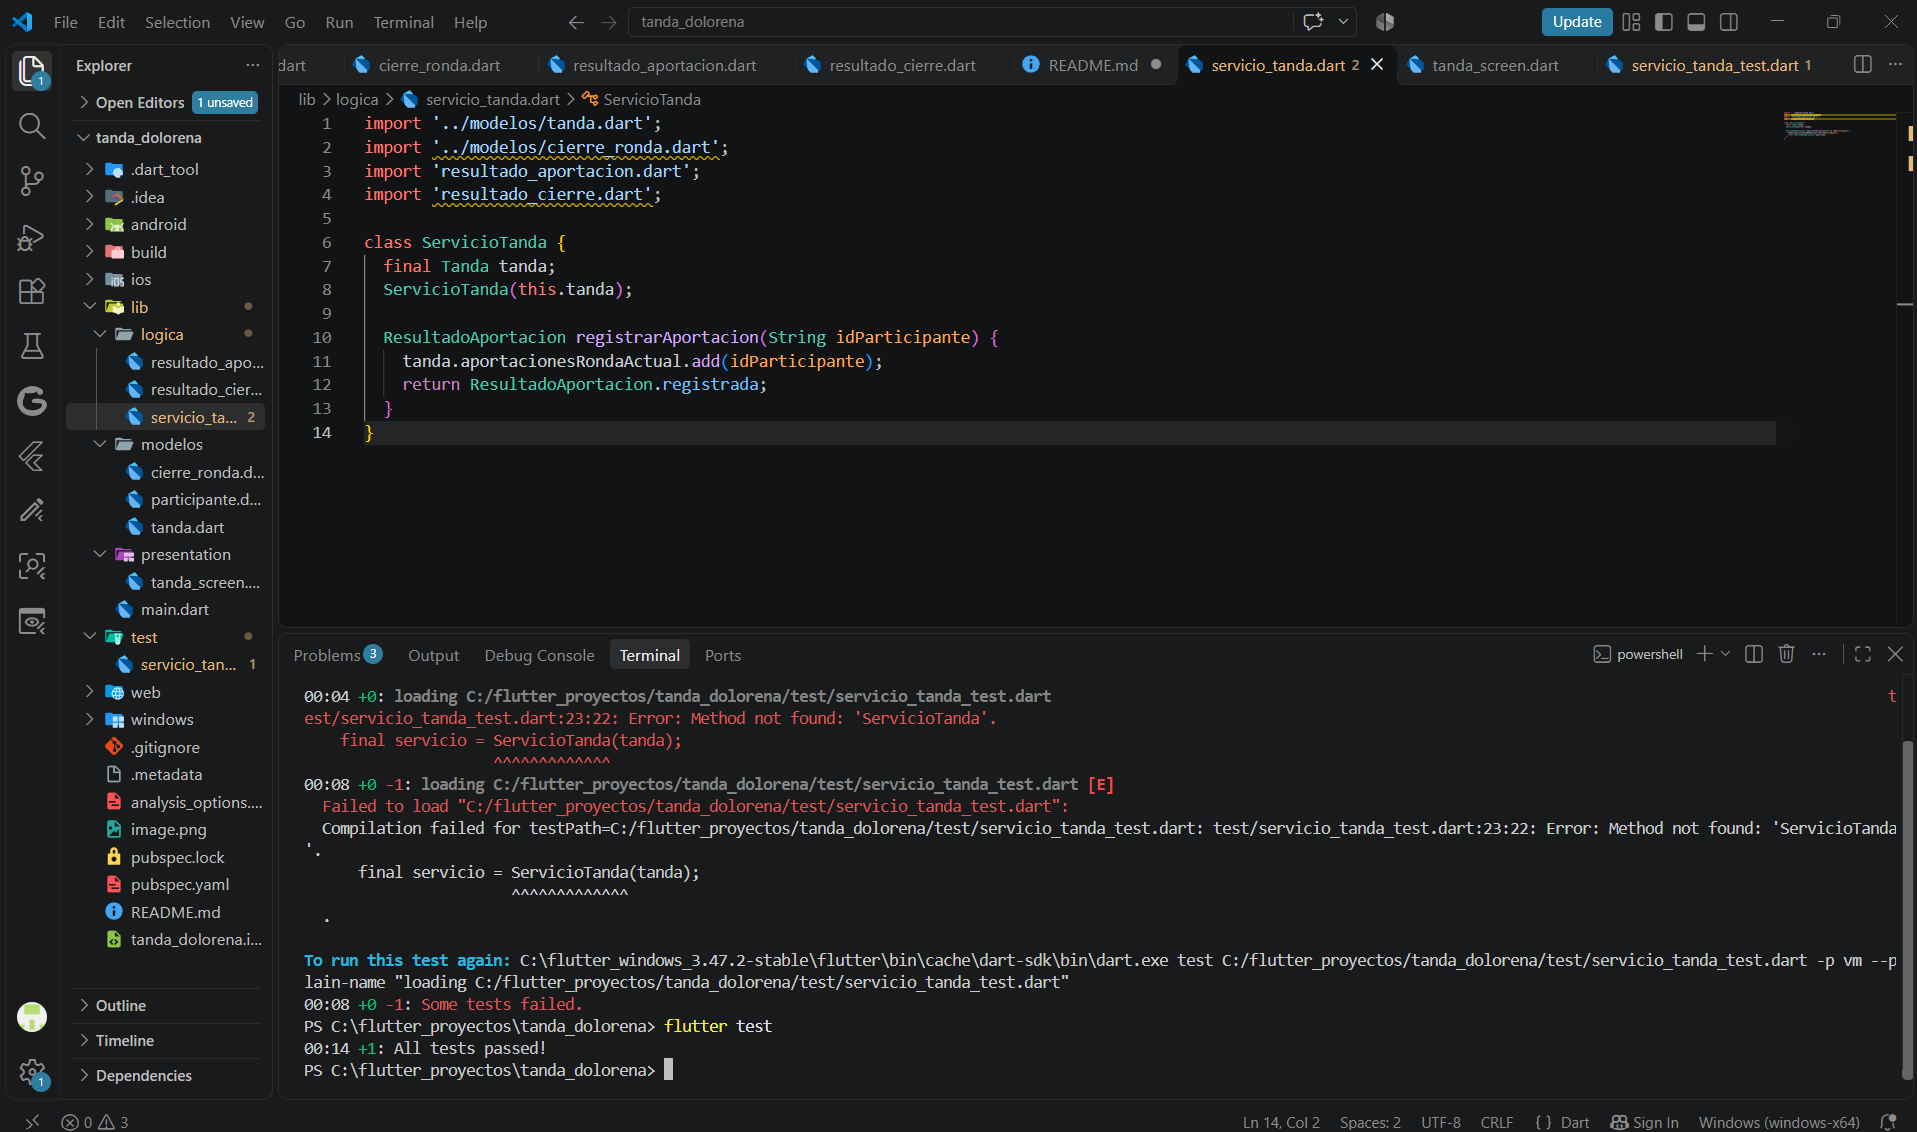 File Edit Selection View Go Run Terminal Help
tanda_dolorena
Update
Explorer
Open Editors 1 unsaved
tanda_dolorena
.dart_tool
.idea
android
build
ios
lib
logica
resultado_apo...
resultado_cier...
servicio_ta... 2
modelos
cierre_ronda.d...
participante.d...
tanda.dart
presentation
tanda_screen....
main.dart
test
servicio_tan... 1
web
windows
.gitignore
.metadata
analysis_options....
image.png
pubspec.lock
pubspec.yaml
README.md
tanda_dolorena.i...
Outline
Timeline
Dependencies
1
1
dart cierre_ronda.dart resultado_aportacion.dart resultado_cierre.dart README.md servicio_tanda.dart 2 tanda_screen.dart servicio_tanda_test.dart 1
lib > logica > servicio_tanda.dart > ServicioTanda
1 import '../modelos/tanda.dart';
2 import '../modelos/cierre_ronda.dart';
3 import 'resultado_aportacion.dart';
4 import 'resultado_cierre.dart';
5
6 class ServicioTanda {
7 final Tanda tanda;
8 ServicioTanda(this.tanda);
9
10 ResultadoAportacion registrarAportacion(String idParticipante) {
11 tanda.aportacionesRondaActual.add(idParticipante);
12 return ResultadoAportacion.registrada;
13 }
14 }
Problems 3 Output Debug Console Terminal Ports
powershell
00:04 +0: loading C:/flutter_proyectos/tanda_dolorena/test/servicio_tanda_test.dart t
est/servicio_tanda_test.dart:23:22: Error: Method not found: 'ServicioTanda'.
final servicio = ServicioTanda(tanda);
^^^^^^^^^^^^^
00:08 +0 -1: loading C:/flutter_proyectos/tanda_dolorena/test/servicio_tanda_test.dart [E]
Failed to load "C:/flutter_proyectos/tanda_dolorena/test/servicio_tanda_test.dart":
Compilation failed for testPath=C:/flutter_proyectos/tanda_dolorena/test/servicio_tanda_test.dart: test/servicio_tanda_test.dart:23:22: Error: Method not found: 'ServicioTanda
'.
final servicio = ServicioTanda(tanda);
^^^^^^^^^^^^^
.
To run this test again: C:\flutter_windows_3.47.2-stable\flutter\bin\cache\dart-sdk\bin\dart.exe test C:/flutter_proyectos/tanda_dolorena/test/servicio_tanda_test.dart -p vm --p
lain-name "loading C:/flutter_proyectos/tanda_dolorena/test/servicio_tanda_test.dart"
00:08 +0 -1: Some tests failed.
PS C:\flutter_proyectos\tanda_dolorena> flutter test
00:14 +1: All tests passed!
PS C:\flutter_proyectos\tanda_dolorena>
0 3 Ln 14, Col 2 Spaces: 2 UTF-8 CRLF { } Dart Sign In Windows (windows-x64)